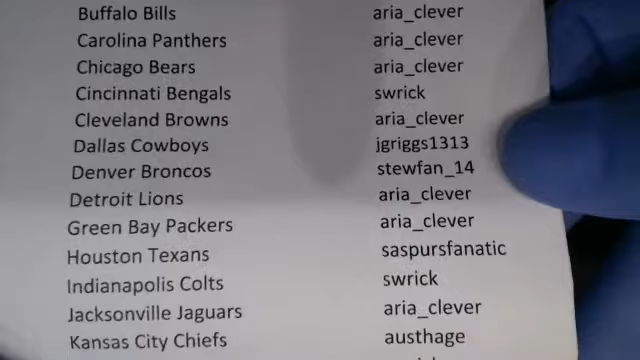 Buffalo Bills aria_clever
Carolina Panthers aria_clever
Chicago Bears aria_clever
Cincinnati Bengals swrick
Cleveland Browns aria_clever
Dallas Cowboys jgriggs1313
Denver Broncos stewfan_14
Detroit Lions aria_clever
Green Bay Packers aria_clever
Houston Texans saspursfanatic
Indianapolis Colts swrick
Jacksonville Jaguars aria_clever
Kansas City Chiefs austhage